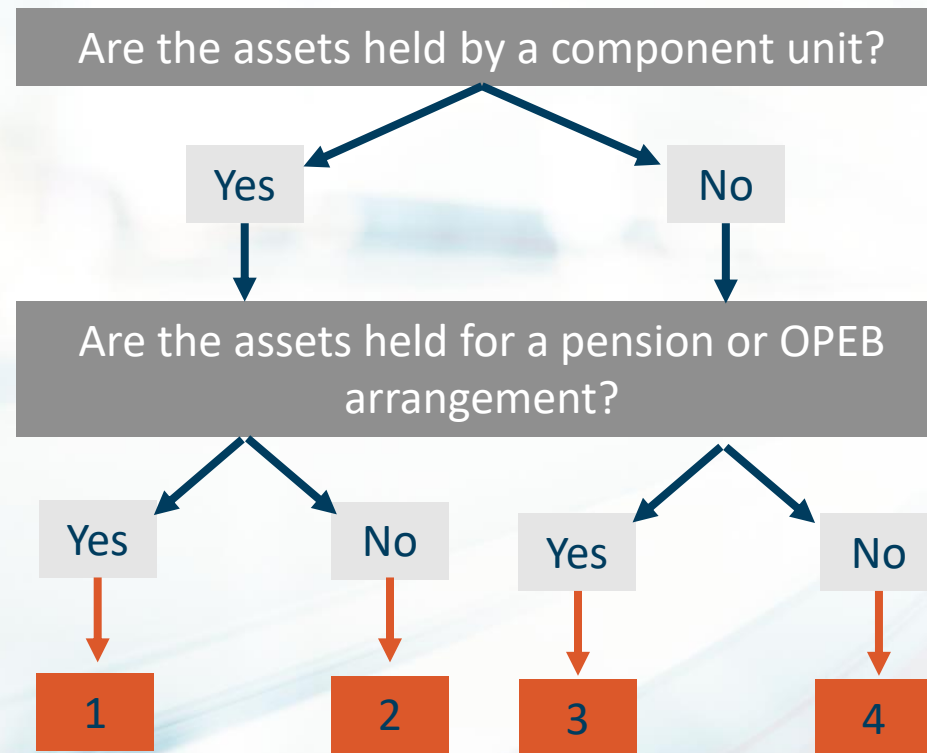 Are the assets held by a component unit?
Yes
No
Are the assets held for a pension or OPEB
arrangement?
Yes
No
Yes
No
1
2
3
4